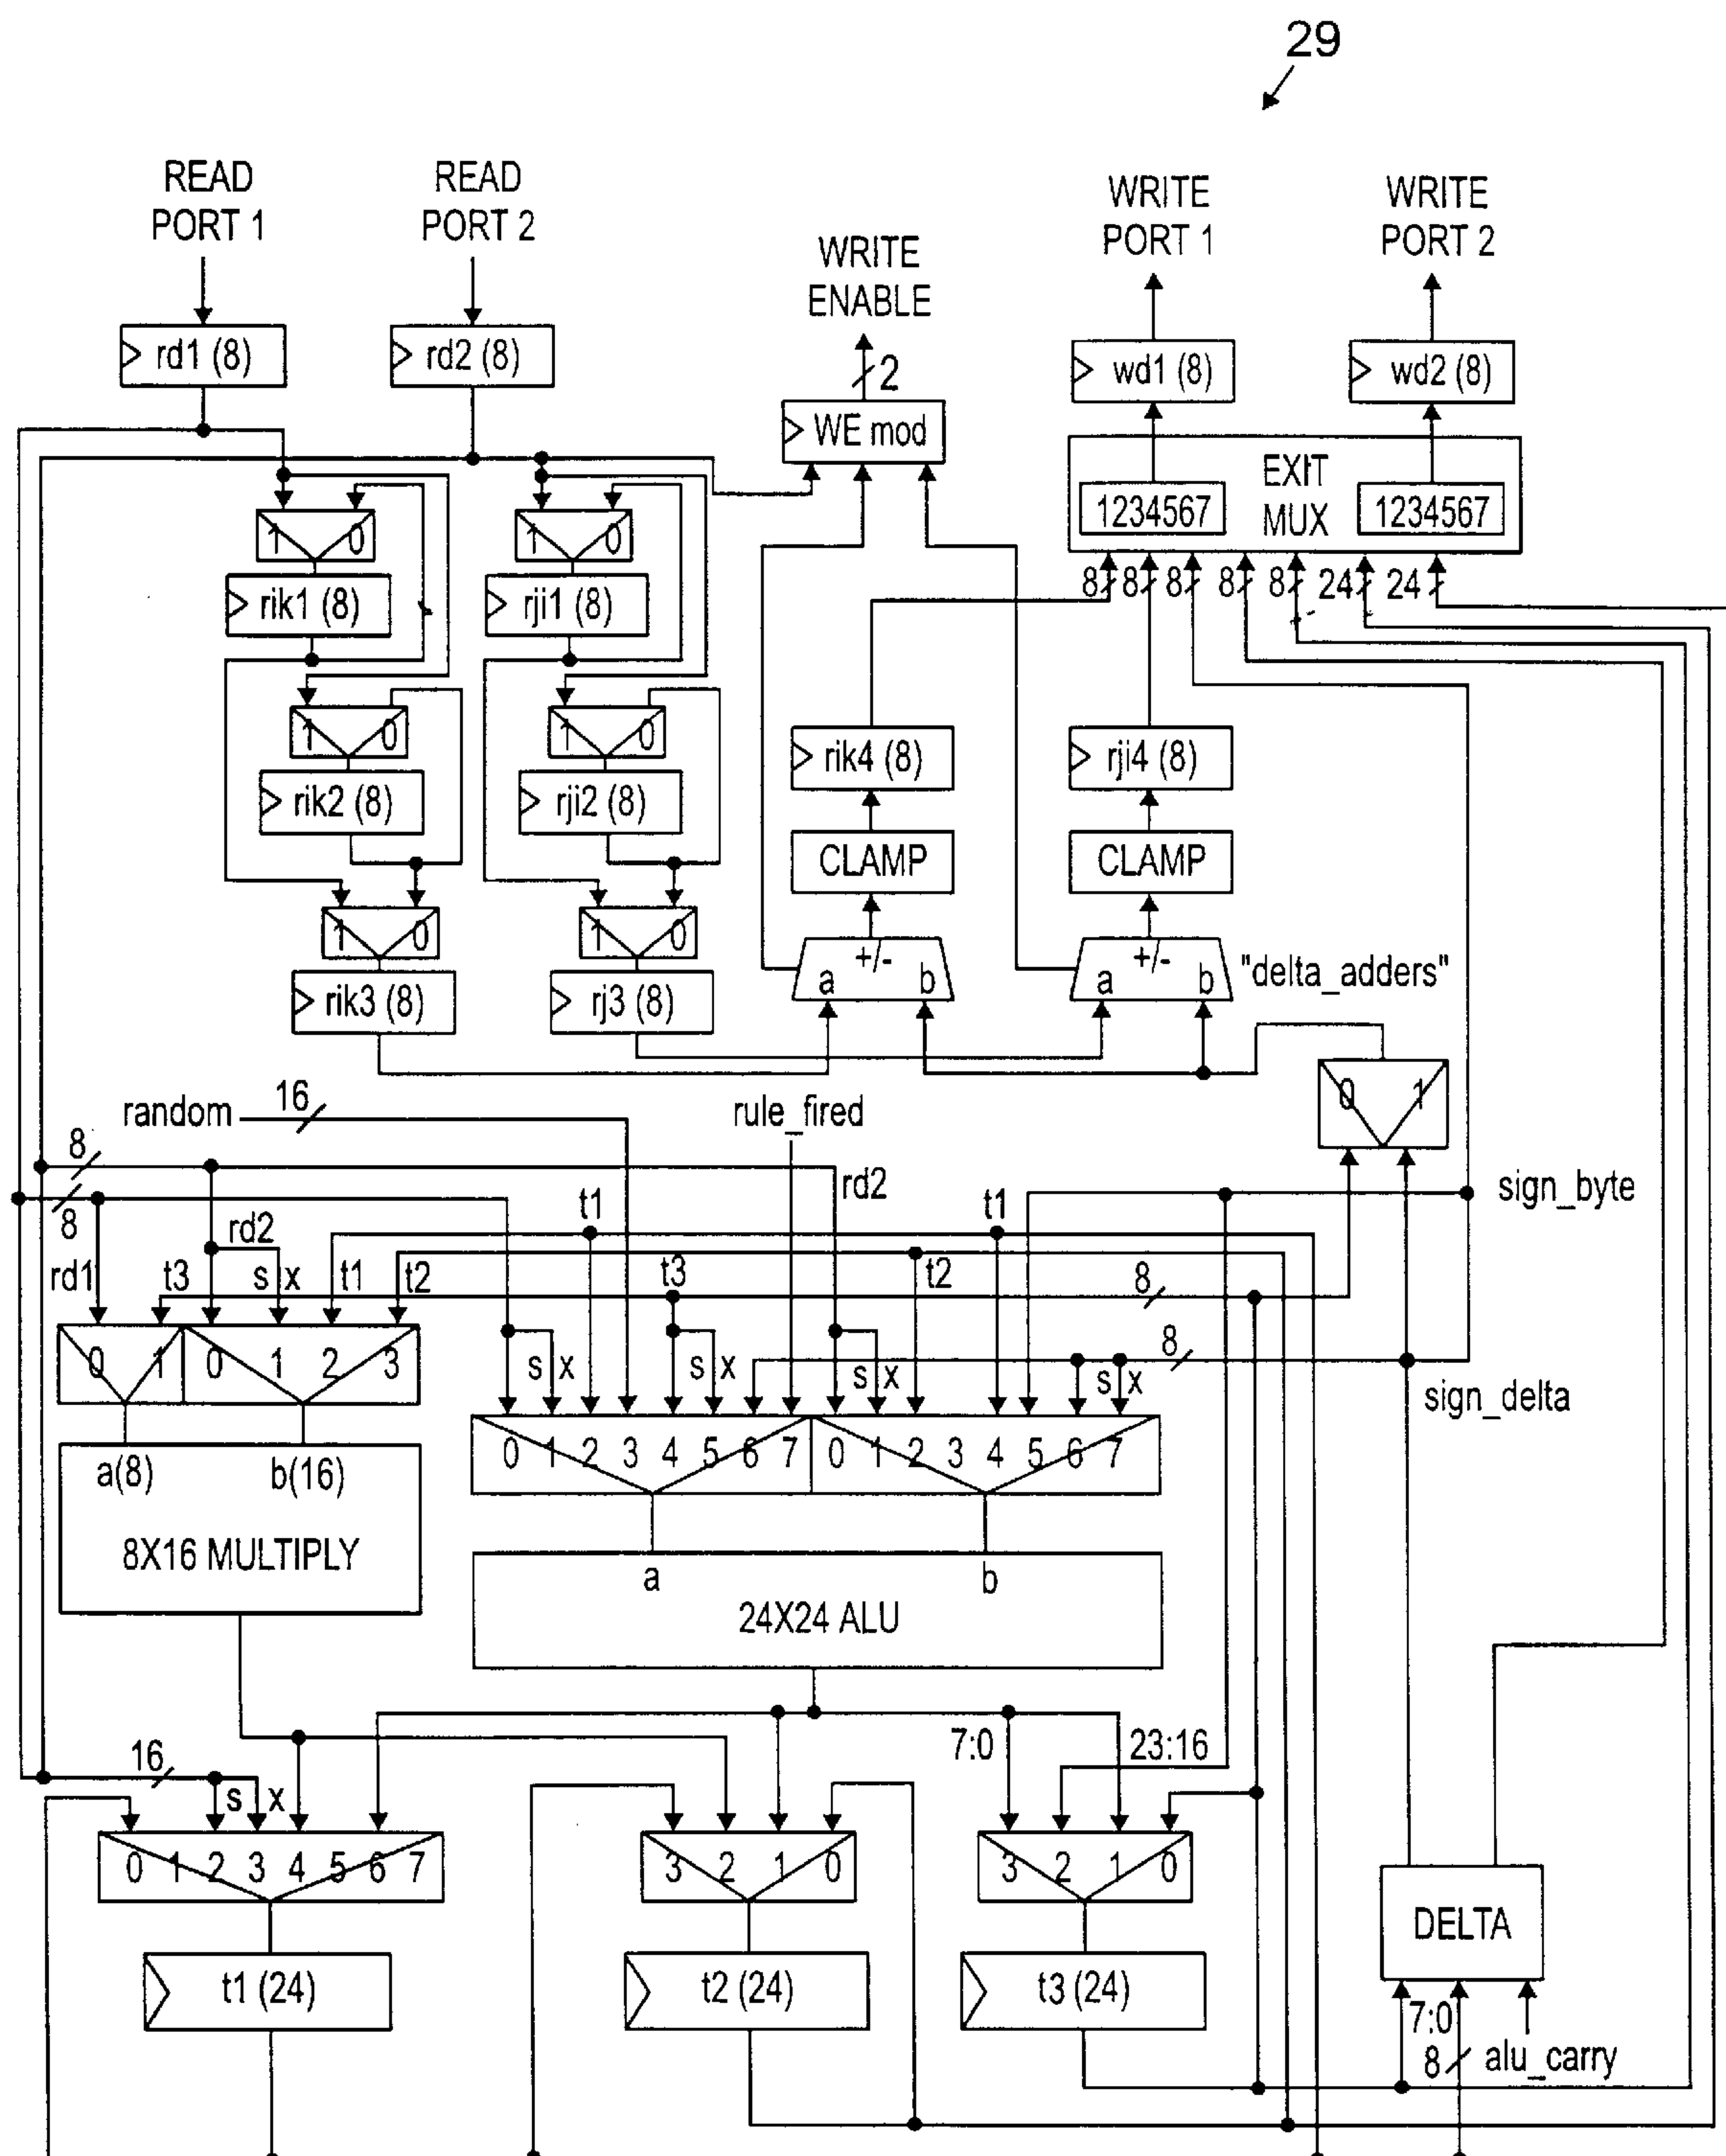 29
READ
PORT 1
READ
PORT 2
WRITE
ENABLE
WRITE
PORT 1
WRITE
PORT 2
rd1 (8)
rd2 (8)
2
WE mod
wd1 (8)
wd2 (8)
EXIT
MUX
1234567
1234567
1 0
1 0
8 8 8 8 8 24 24
rik1 (8)
rji1 (8)
1 0
1 0
rik2 (8)
rji2 (8)
rik4 (8)
rji4 (8)
CLAMP
CLAMP
1 0
1 0
rik3 (8)
rj3 (8)
+/-
a b
+/-
a b
"delta_adders"
0 1
random 16
rule_fired
8
8
rd2
sign_byte
rd1 t3 rd2 s x t1 t2
t1
t3
t1
t2
8
s x
s x
s x
8
s x
sign_delta
0 1 0 1 2 3
0 1 2 3 4 5 6 7 0 1 2 3 4 5 6 7
a(8) b(16)
8X16 MULTIPLY
a b
24X24 ALU
16
s x
7:0
23:16
0 1 2 3 4 5 6 7
3 2 1 0
3 2 1 0
DELTA
t1 (24)
t2 (24)
t3 (24)
7:0
8
alu_carry